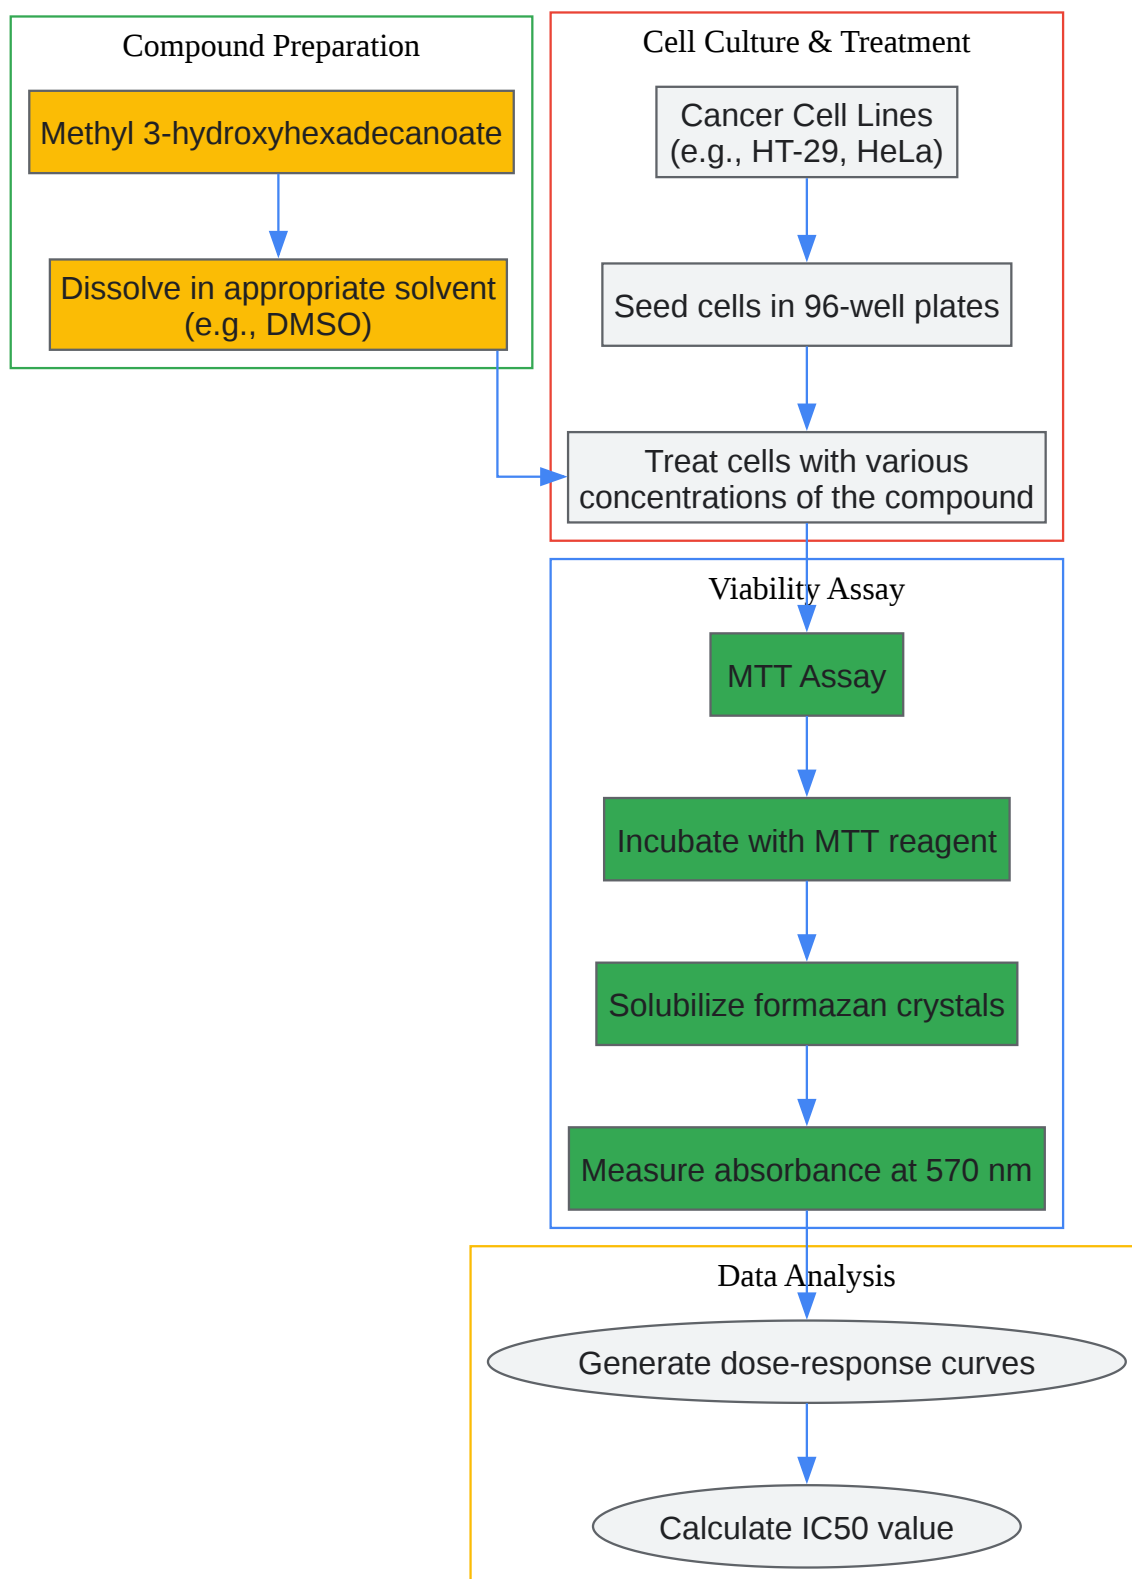 Compound Preparation
Methyl 3-hydroxyhexadecanoate
Dissolve in appropriate solvent
(e.g., DMSO)
Cell Culture & Treatment
Cancer Cell Lines
(e.g., HT-29, HeLa)
Seed cells in 96-well plates
Treat cells with various
concentrations of the compound
Viability Assay
MTT Assay
Incubate with MTT reagent
Solubilize formazan crystals
Measure absorbance at 570 nm
Data Analysis
Generate dose-response curves
Calculate IC50 value